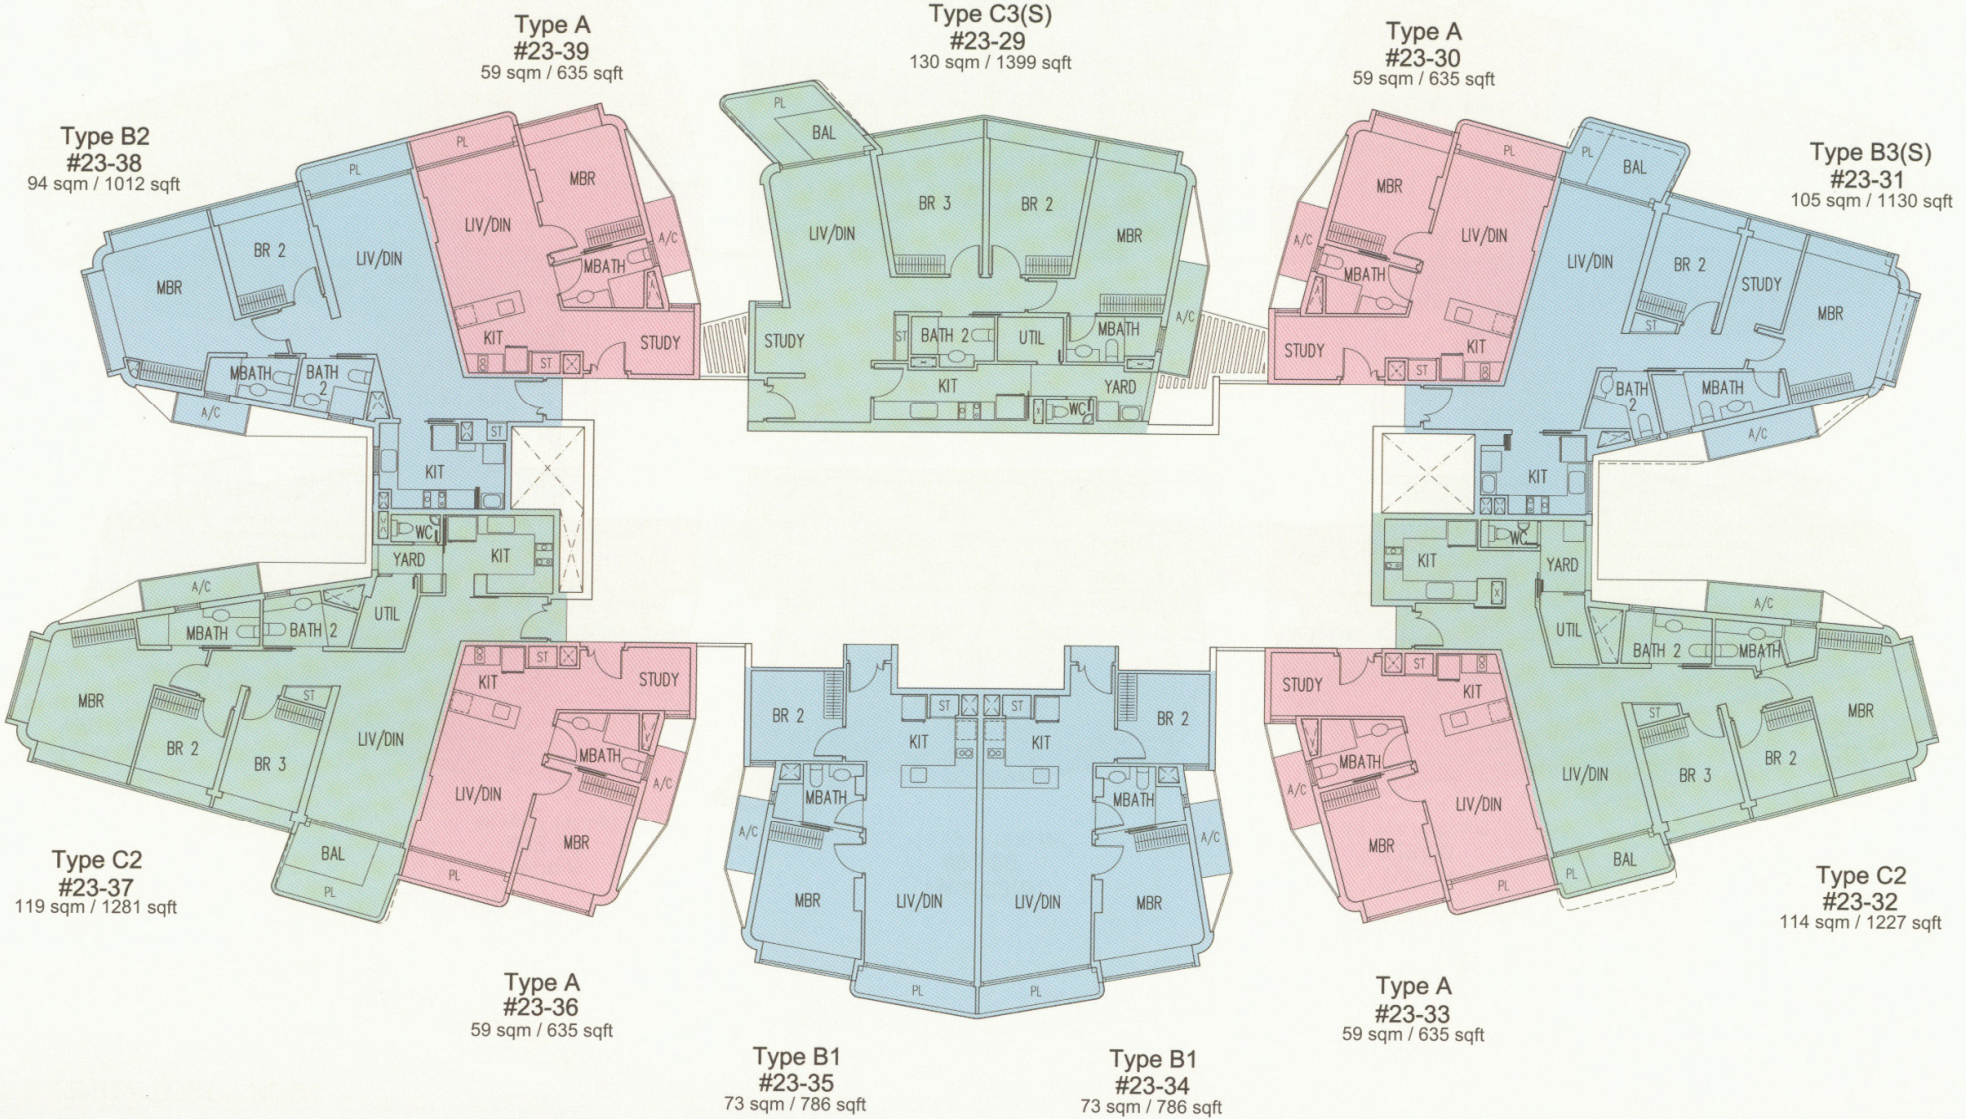 Type A
#23-39
59 sqm / 635 sqft
Type C3(S)
#23-29
130 sqm / 1399 sqft
Type A
#23-30
59 sqm / 635 sqft
Type B2
#23-38
94 sqm / 1012 sqft
Type B3(S)
#23-31
105 sqm / 1130 sqft
PL
LIV/DIN
BR 2
MBR
MBATH
BATH
2
A/C
KIT
ST
PL
LIV/DIN
MBR
MBATH
A/C
KIT
ST
STUDY
PL
BAL
LIV/DIN
BR 3
BR 2
MBR
STUDY
ST
BATH 2
UTIL
MBATH
A/C
KIT
YARD
WC
PL
MBR
LIV/DIN
A/C
MBATH
STUDY
ST
KIT
PL
BAL
LIV/DIN
BR 2
STUDY
MBR
ST
BATH
2
MBATH
A/C
KIT
WC
YARD
KIT
A/C
MBATH
BATH 2
UTIL
MBR
BR 2
BR 3
ST
LIV/DIN
BAL
PL
KIT
ST
STUDY
MBATH
A/C
LIV/DIN
MBR
PL
BR 2
ST
KIT
MBATH
A/C
MBR
LIV/DIN
PL
ST
KIT
BR 2
MBATH
A/C
LIV/DIN
MBR
PL
STUDY
ST
KIT
MBATH
A/C
MBR
LIV/DIN
PL
KIT
WC
YARD
UTIL
A/C
BATH 2
MBATH
ST
LIV/DIN
BR 3
BR 2
MBR
BAL
PL
Type C2
#23-37
119 sqm / 1281 sqft
Type C2
#23-32
114 sqm / 1227 sqft
Type A
#23-36
59 sqm / 635 sqft
Type A
#23-33
59 sqm / 635 sqft
Type B1
#23-35
73 sqm / 786 sqft
Type B1
#23-34
73 sqm / 786 sqft